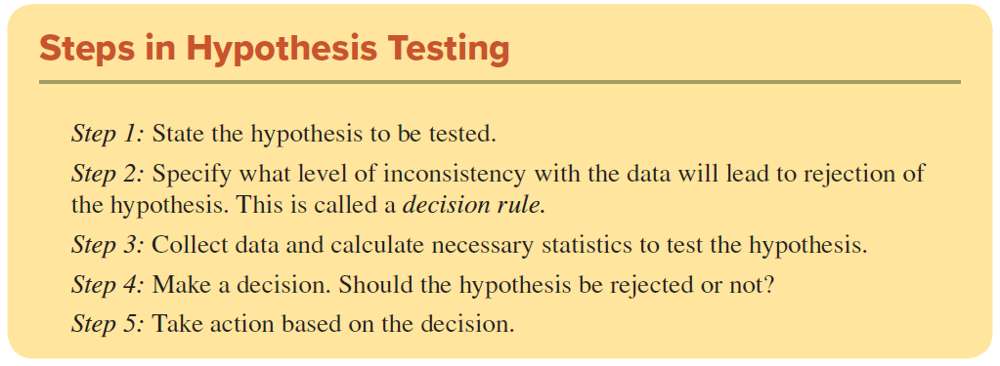 Steps in Hypothesis Testing
Step 1: State the hypothesis to be tested.
Step 2: Specify what level of inconsistency with the data will lead to rejection of
the hypothesis. This is called a decision rule.
Step 3: Collect data and calculate necessary statistics to test the hypothesis.
Step 4: Make a decision. Should the hypothesis be rejected or not?
Step 5: Take action based on the decision.